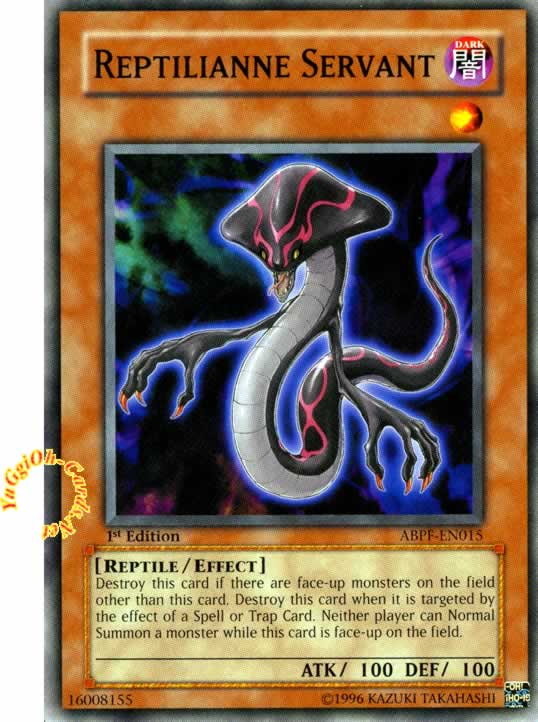 REPTILIANNE SERVANT
DARK
闇
YuGgiOh-Cards.Net
1st Edition
ABPF-EN015
[REPTILE/EFFECT]
Destroy this card if there are face-up monsters on the field
other than this card. Destroy this card when it is targeted by
the effect of a Spell or Trap Card. Neither player can Normal
Summon a monster while this card is face-up on the field.
ATK/ 100 DEF/ 100
16008155
©1996 KAZUKI TAKAHASHI